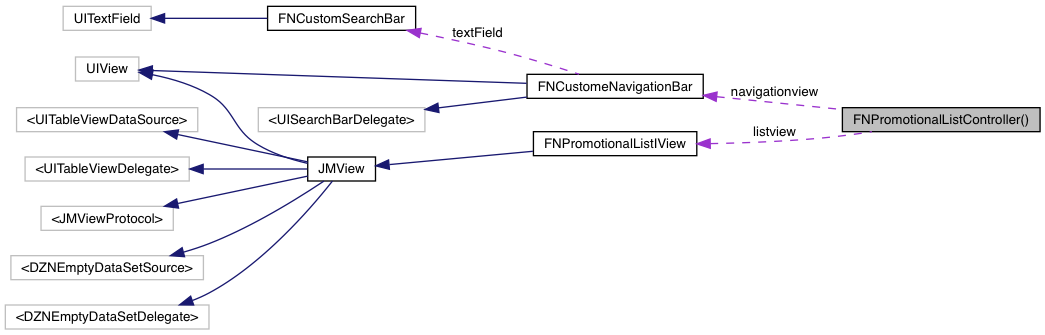 UITextField
FNCustomSearchBar
textField
UIView
FNCustomeNavigationBar
navigationview
<UITableViewDataSource>
<UISearchBarDelegate>
FNPromotionalListController()
listview
FNPromotionalListIView
<UITableViewDelegate>
JMView
<JMViewProtocol>
<DZNEmptyDataSetSource>
<DZNEmptyDataSetDelegate>